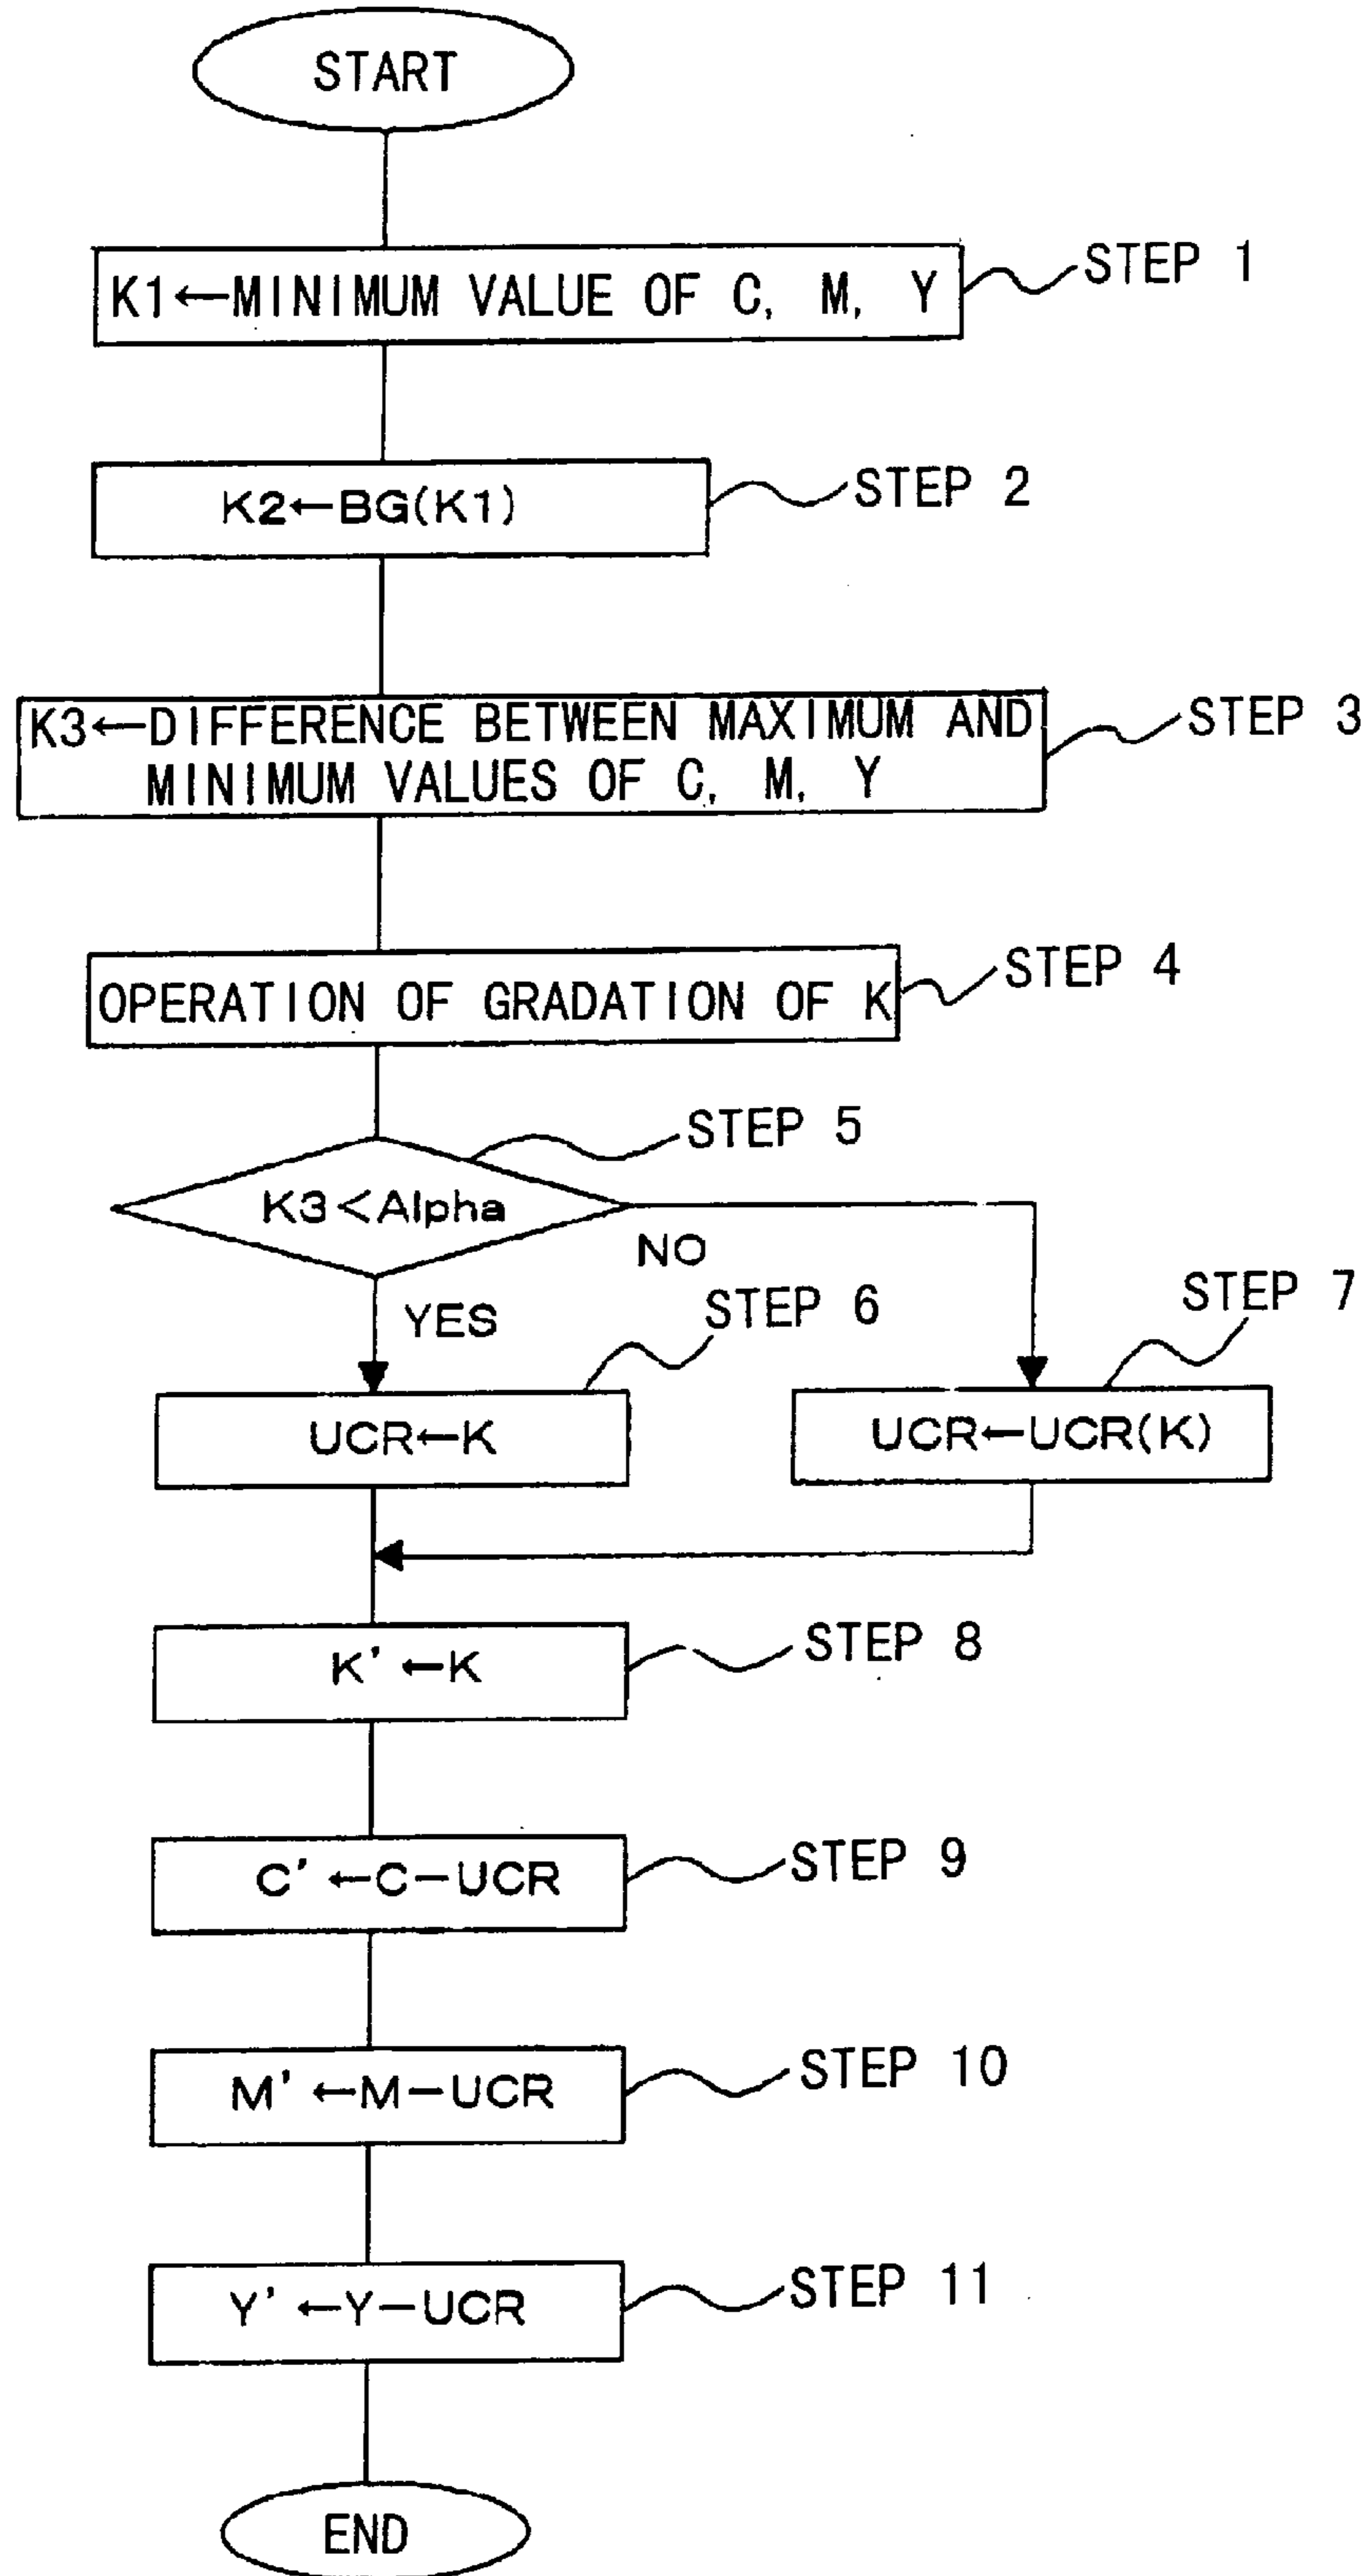 START
K1←MINIMUM VALUE OF C, M, Y
STEP 1
K2←BG(K1)
STEP 2
K3←DIFFERENCE BETWEEN MAXIMUM AND
MINIMUM VALUES OF C, M, Y
STEP 3
OPERATION OF GRADATION OF K
STEP 4
STEP 5
K3<Alpha
NO
YES
STEP 6
STEP 7
UCR←K
UCR←UCR(K)
K'←K
STEP 8
C'←C-UCR
STEP 9
M'←M-UCR
STEP 10
Y'←Y-UCR
STEP 11
END